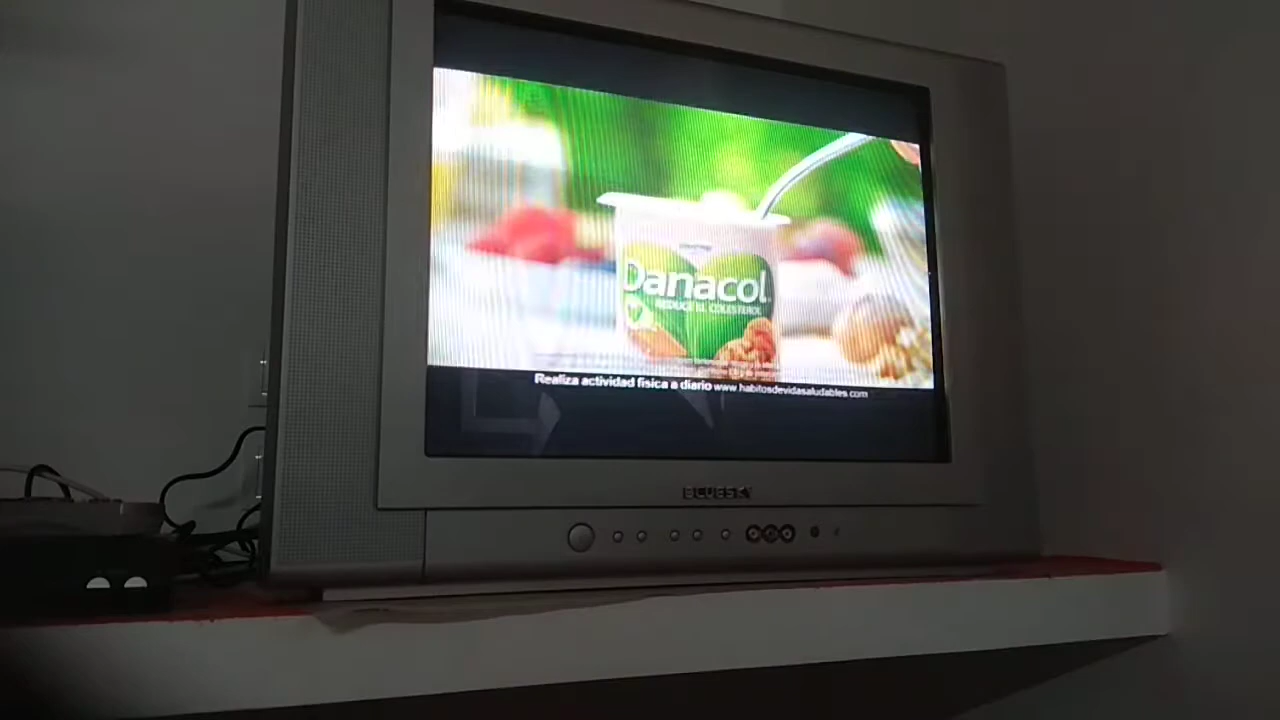 Danacol
REDUCE EL COLESTEROL
Realiza actividad física a diario www.habitosdevidasaludables.com
BLUESKY